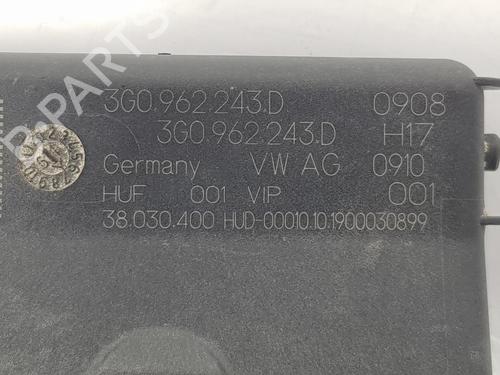 B-PARTS
3G0.962.243.D 0908
3G0.962.243.D H17
Germany VW AG 0910
HUF 001 VIP 001
38.030.400 HUD-00010.10.1900030899